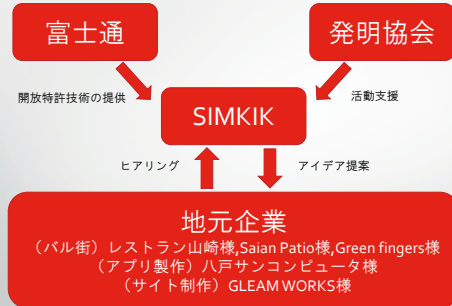 富士通
発明協会
開放特許技術の提供
活動支援
SIMKIK
ヒアリング
アイデア提案
地元企業
（バル街）レストラン山崎様,Saian Patio様,Green fingers様
（アプリ製作）八戸サンコンピュータ様
（サイト制作）GLEAM WORKS様